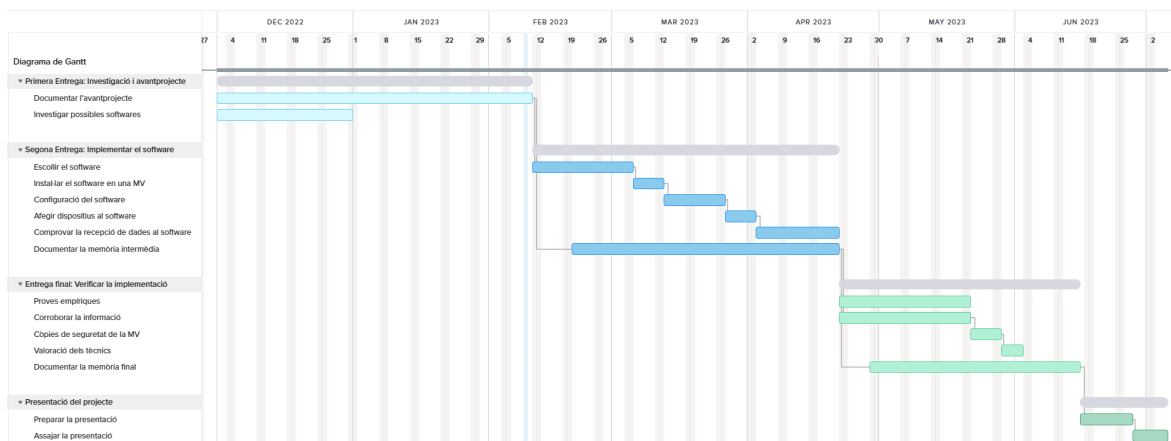 DEC 2022 JAN 2023 FEB 2023 MAR 2023 APR 2023 MAY 2023 JUN 2023
27 4 11 18 25 1 8 15 22 29 5 12 19 26 5 12 19 26 2 9 16 23 30 7 14 21 28 4 11 18 25 2
Diagrama de Gantt
Primera Entrega: Investigació i avantprojecte
Documentar l'avantprojecte
Investigar possibles softwares
Segona Entrega: Implementar el software
Escollir el software
Instal·lar el software en una MV
Configuració del software
Afegir dispositius al software
Comprovar la recepció de dades al software
Documentar la memòria intermèdia
Entrega final: Verificar la implementació
Proves empíriques
Corroborar la informació
Còpies de seguretat de la MV
Valoració dels tècnics
Documentar la memòria final
Presentació del projecte
Preparar la presentació
Assajar la presentació